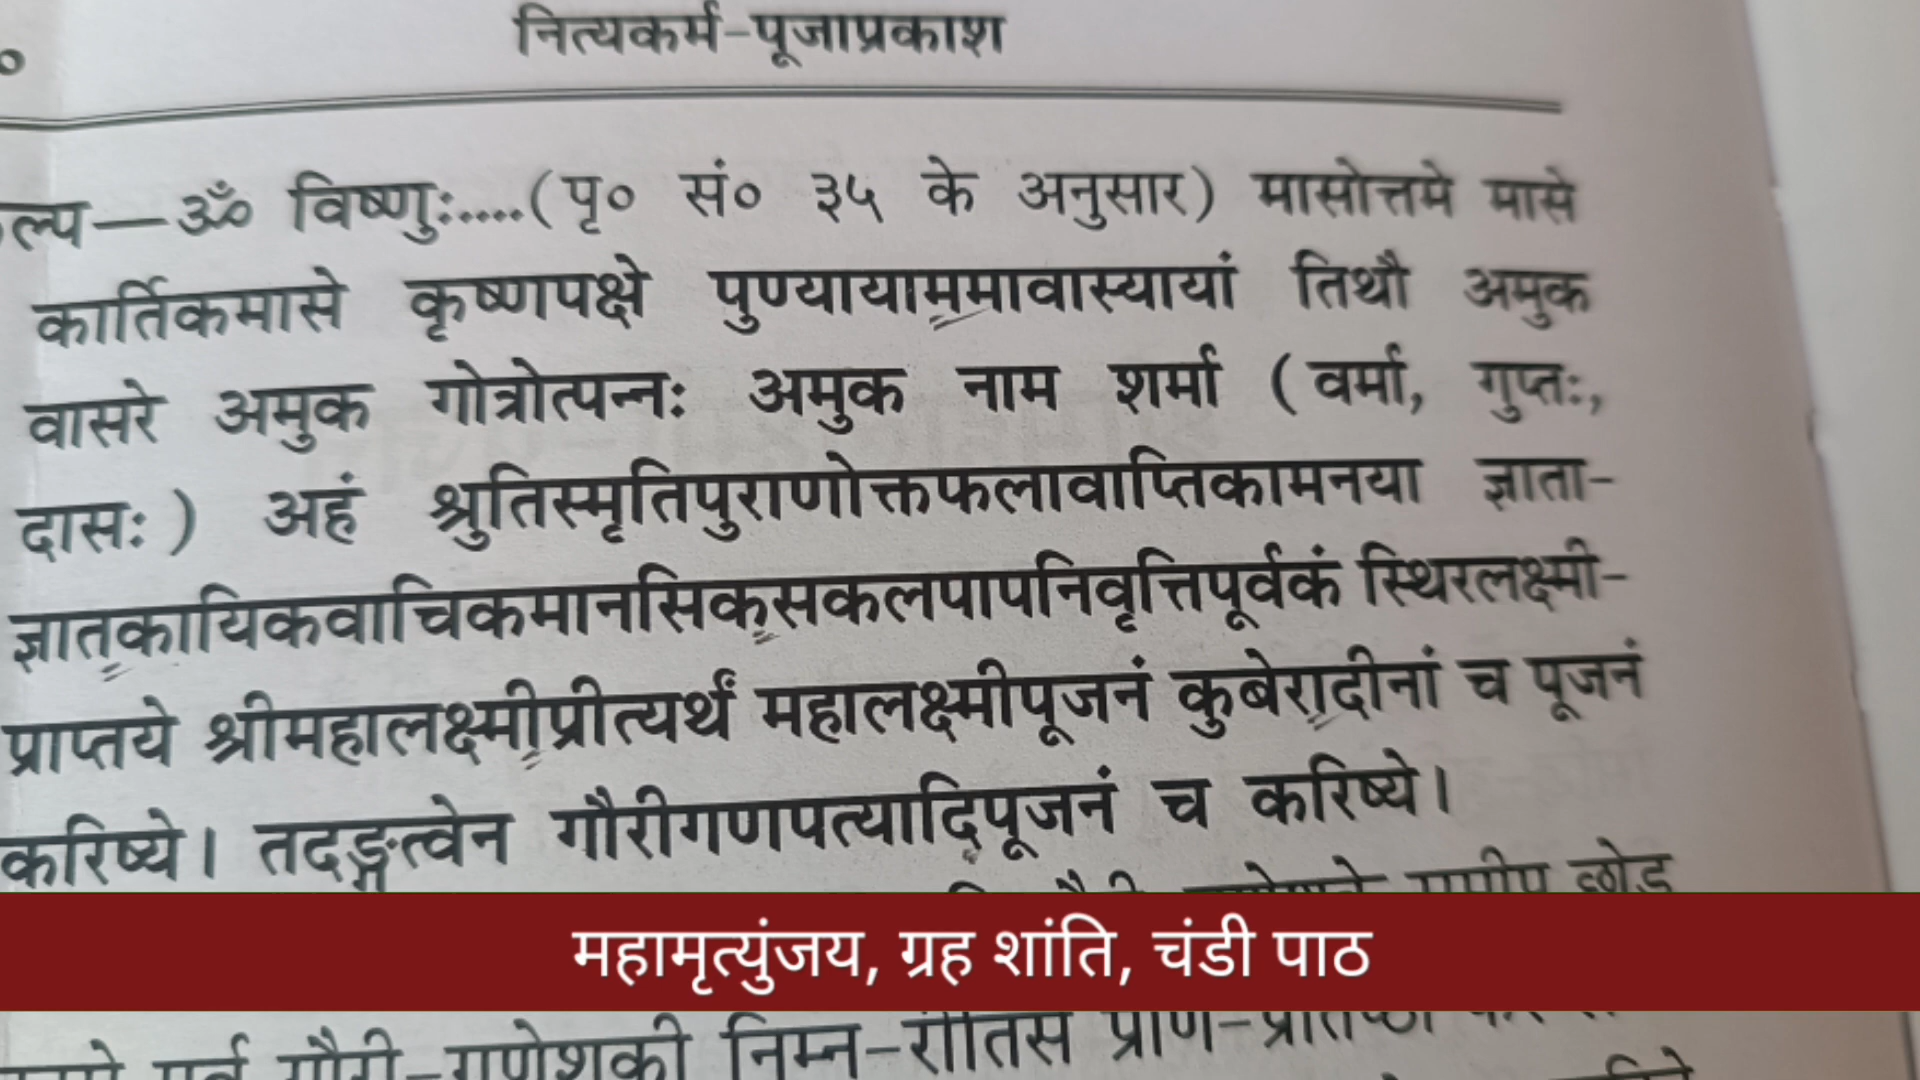 नित्यकर्म-पूजाप्रकाश
ल्प—ॐ विष्णुः....(पृ० सं० ३५ के अनुसार) मासोत्तमे मासे
कार्तिकमासे कृष्णपक्षे पुण्यायाममावास्यायां तिथौ अमुक
वासरे अमुक गोत्रोत्पन्नः अमुक नाम शर्मा (वर्मा, गुप्तः,
दासः) अहं श्रुतिस्मृतिपुराणोक्तफलावाप्तिकामनया ज्ञाता-
ज्ञातकायिकवाचिकमानसिकसकलपापनिवृत्तिपूर्वकं स्थिरलक्ष्मी-
प्राप्तये श्रीमहालक्ष्मीप्रीत्यर्थं महालक्ष्मीपूजनं कुबेरादीनां च पूजनं
करिष्ये। तदङ्गत्वेन गौरीगणपत्यादिपूजनं च करिष्ये।
छोड़
महामृत्युंजय, ग्रह शांति, चंडी पाठ
पूर्व गौरी-गणेशकी निम्न-रीतिसे प्राण-प्रतिष्ठा